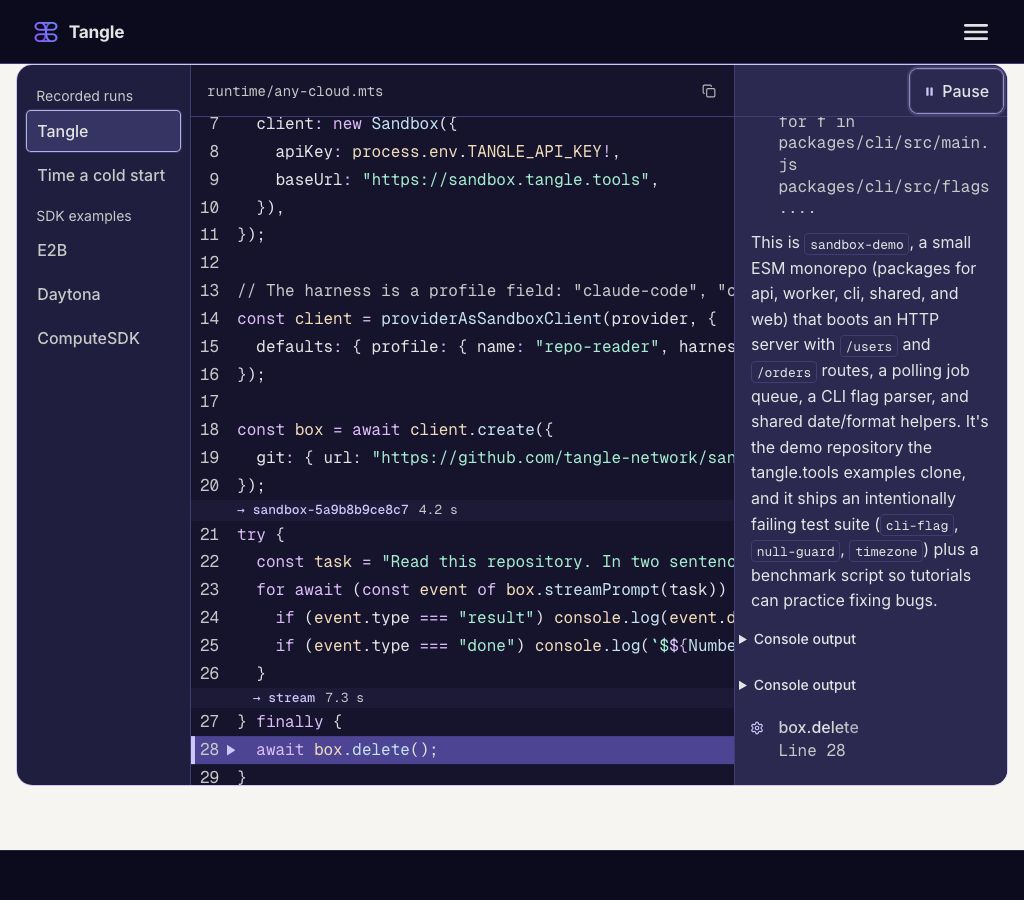 Tangle
Recorded runs
Tangle
Time a cold start
SDK examples
E2B
Daytona
ComputeSDK
runtime/any-cloud.mts
7 client: new Sandbox({
8 apiKey: process.env.TANGLE_API_KEY!,
9 baseUrl: "https://sandbox.tangle.tools",
10 }),
11 });
12
13 // The harness is a profile field: "claude-code", "c
14 const client = providerAsSandboxClient(provider, {
15 defaults: { profile: { name: "repo-reader", harnes
16 });
17
18 const box = await client.create({
19 git: { url: "https://github.com/tangle-network/san
20 });
→ sandbox-5a9b8b9ce8c7 4.2 s
21 try {
22 const task = "Read this repository. In two sentenc
23 for await (const event of box.streamPrompt(task))
24 if (event.type === "result") console.log(event.d
25 if (event.type === "done") console.log(`$${Numbe
26 }
→ stream 7.3 s
27 } finally {
28 await box.delete();
29 }
Pause
for f in
packages/cli/src/main.
js
packages/cli/src/flags
....
This is sandbox-demo, a small
ESM monorepo (packages for
api, worker, cli, shared, and
web) that boots an HTTP
server with /users and
/orders routes, a polling job
queue, a CLI flag parser, and
shared date/format helpers. It's
the demo repository the
tangle.tools examples clone,
and it ships an intentionally
failing test suite (cli-flag,
null-guard, timezone) plus a
benchmark script so tutorials
can practice fixing bugs.
Console output
Console output
box.delete
Line 28